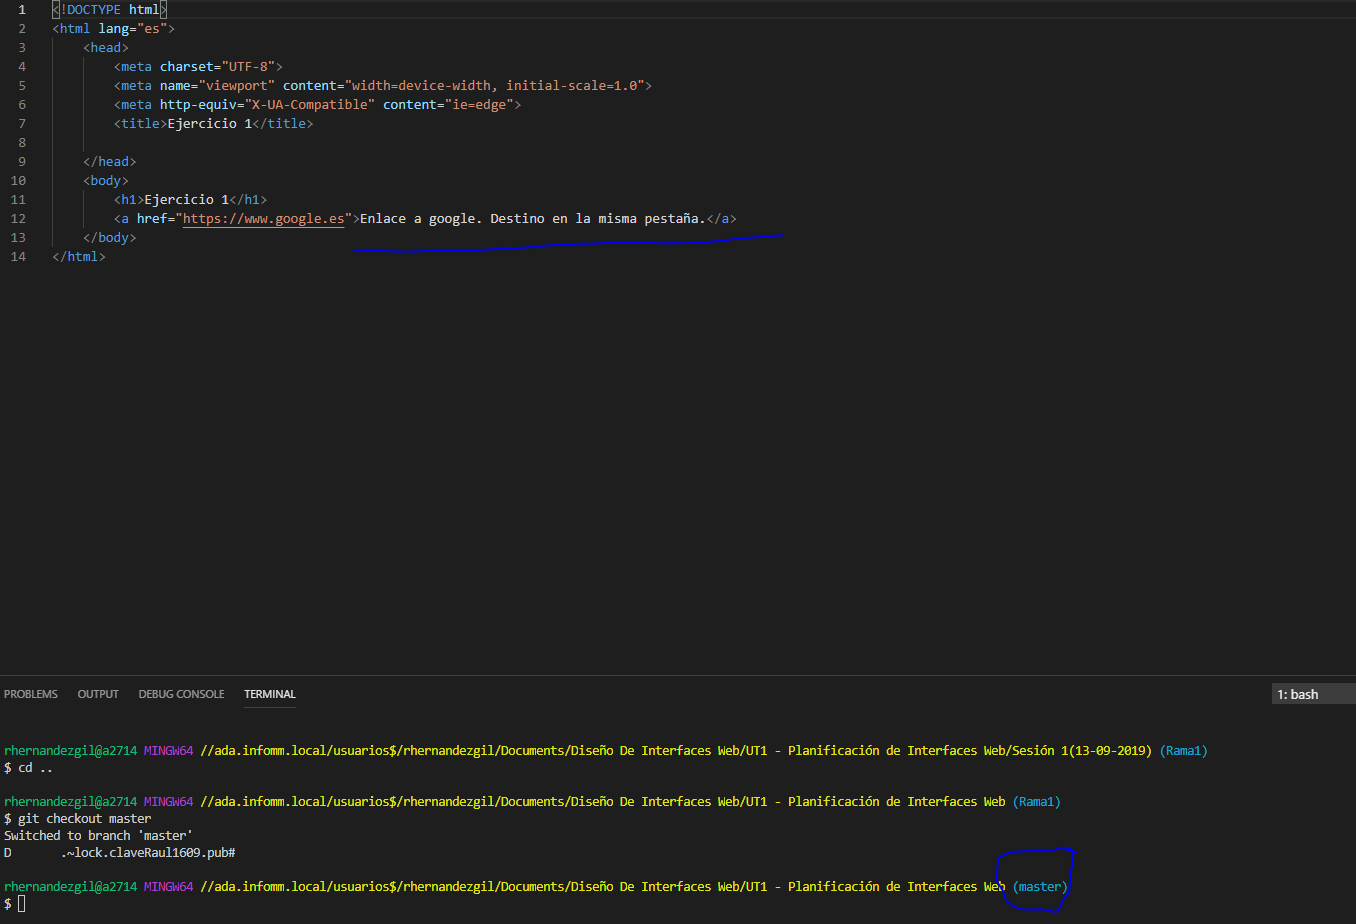 1 <!DOCTYPE html>
2 <html lang="es">
3 <head>
4 <meta charset="UTF-8">
5 <meta name="viewport" content="width=device-width, initial-scale=1.0">
6 <meta http-equiv="X-UA-Compatible" content="ie=edge">
7 <title>Ejercicio 1</title>
8
9 </head>
10 <body>
11 <h1>Ejercicio 1</h1>
12 <a href="https://www.google.es">Enlace a google. Destino en la misma pestaña.</a>
13 </body>
14 </html>
PROBLEMS OUTPUT DEBUG CONSOLE TERMINAL 1: bash
rhernandezgil@a2714 MINGW64 //ada.infomm.local/usuarios$/rhernandezgil/Documents/Diseño De Interfaces Web/UT1 - Planificación de Interfaces Web/Sesión 1(13-09-2019) (Rama1)
$ cd ..
rhernandezgil@a2714 MINGW64 //ada.infomm.local/usuarios$/rhernandezgil/Documents/Diseño De Interfaces Web/UT1 - Planificación de Interfaces Web (Rama1)
$ git checkout master
Switched to branch 'master'
D .~lock.claveRaul1609.pub#
rhernandezgil@a2714 MINGW64 //ada.infomm.local/usuarios$/rhernandezgil/Documents/Diseño De Interfaces Web/UT1 - Planificación de Interfaces Web (master)
$